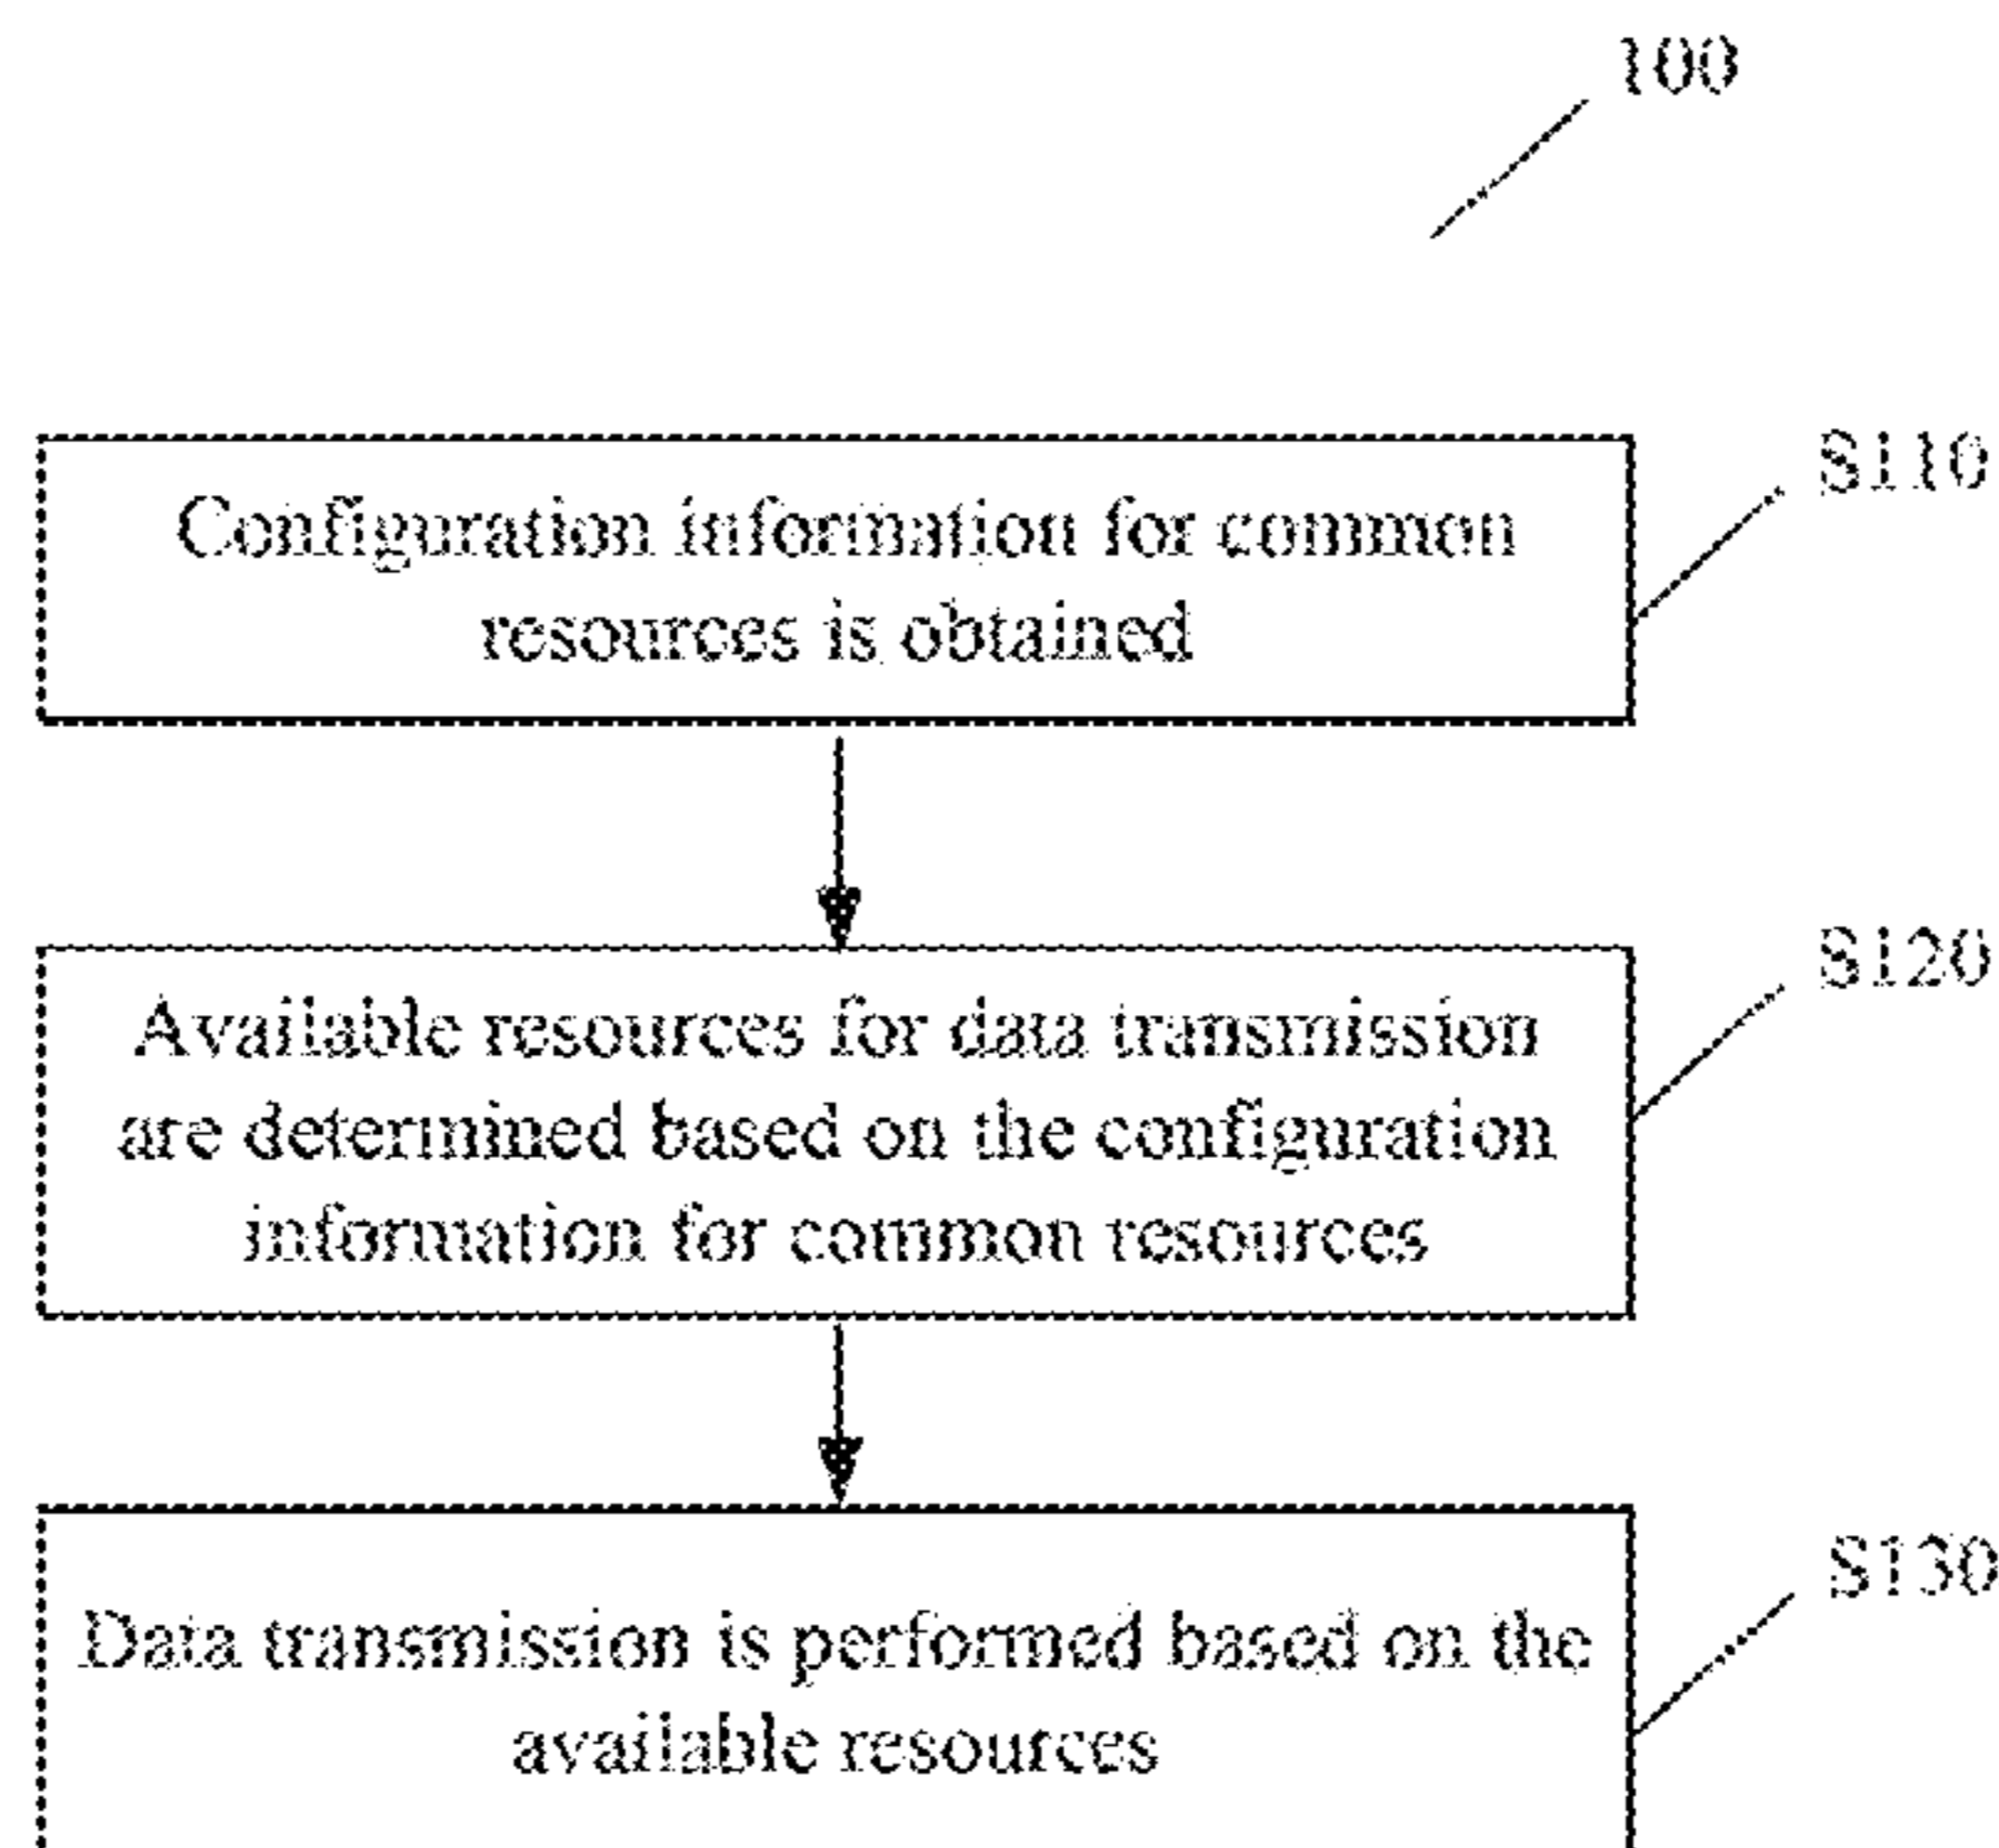 100
S110
Configuration information for common
resources is obtained
S120
Available resources for data transmission
are determined based on the configuration
information for common resources
S130
Data transmission is performed based on the
available resources